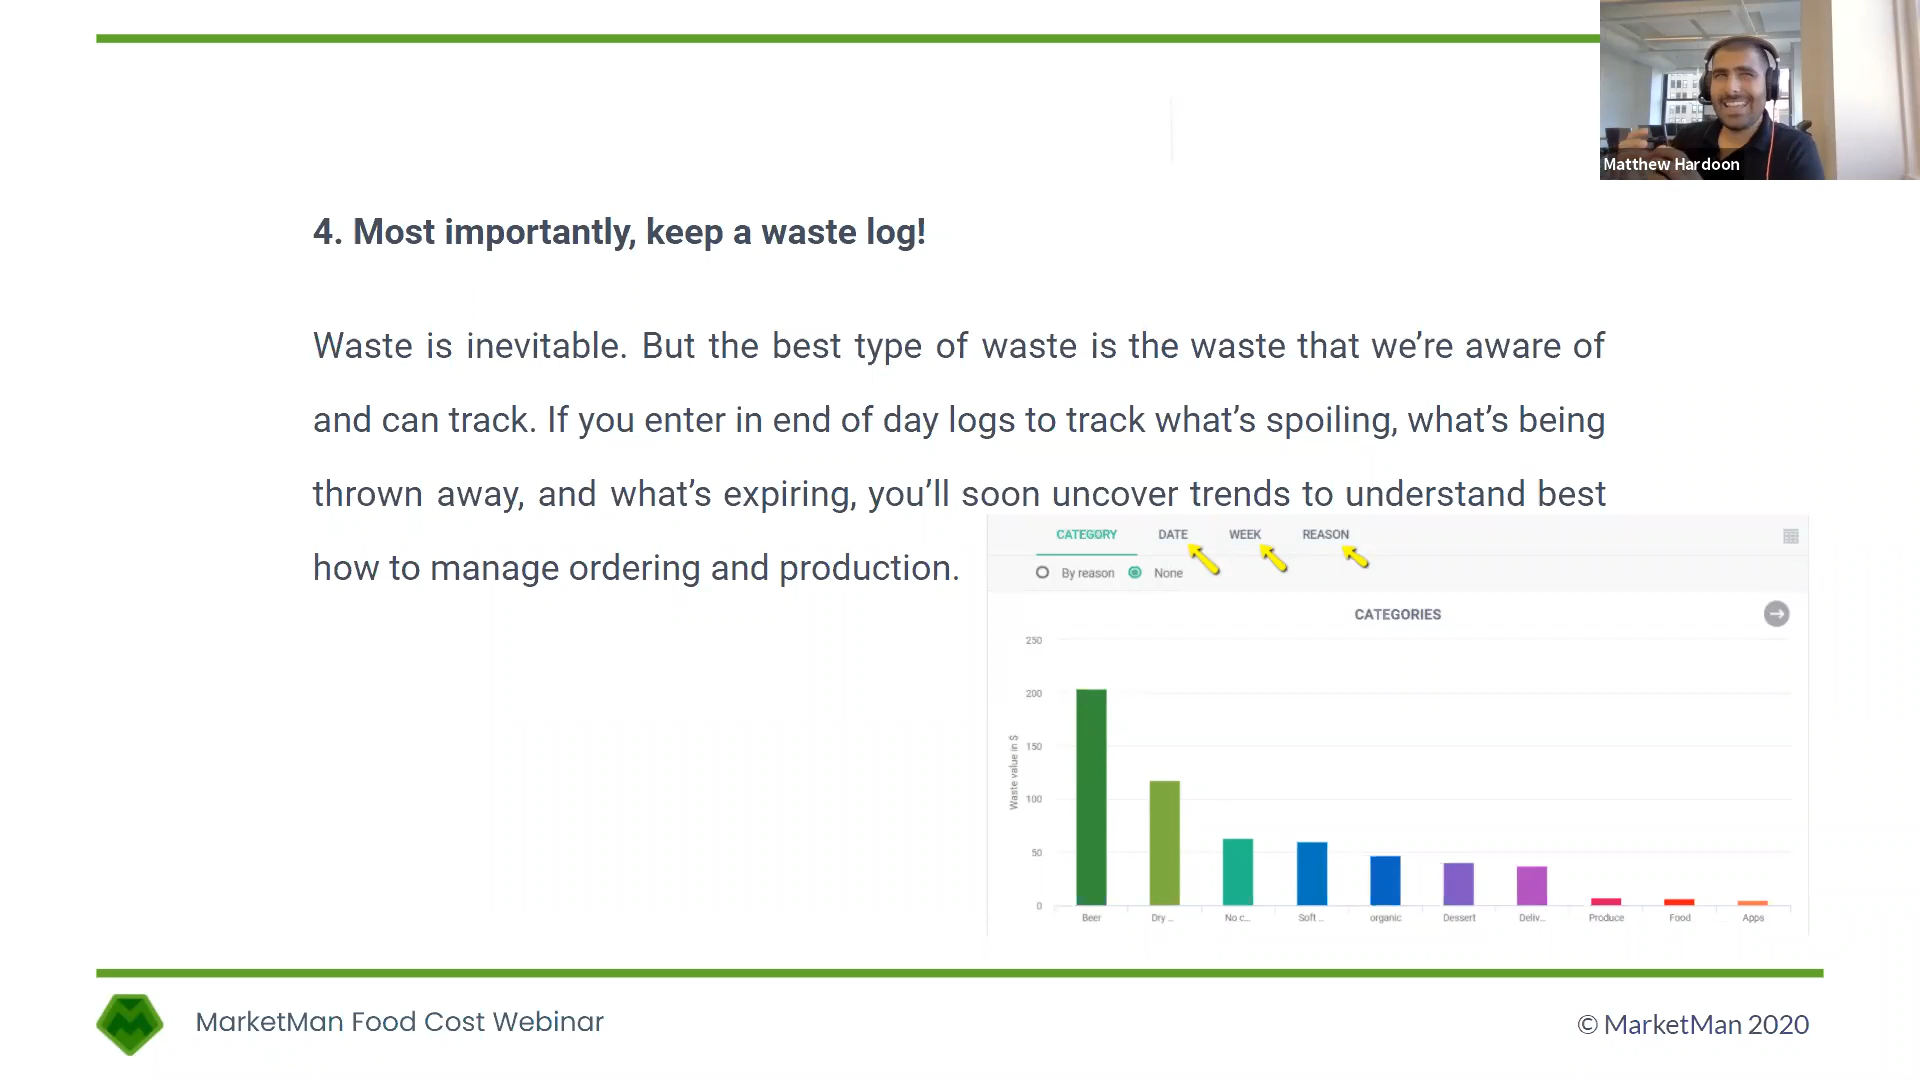 Matthew Hardoon
4. Most importantly, keep a waste log!
Waste is inevitable. But the best type of waste is the waste that we’re aware of
and can track. If you enter in end of day logs to track what’s spoiling, what’s being
thrown away, and what’s expiring, you’ll soon uncover trends to understand best
how to manage ordering and production.
CATEGORY DATE WEEK REASON
By reason None
CATEGORIES
250
200
150
100
50
0
Waste value in $
Beer Dry ... No c... Soft ... organic Dessert Deliv... Produce Food Apps
MarketMan Food Cost Webinar
© MarketMan 2020